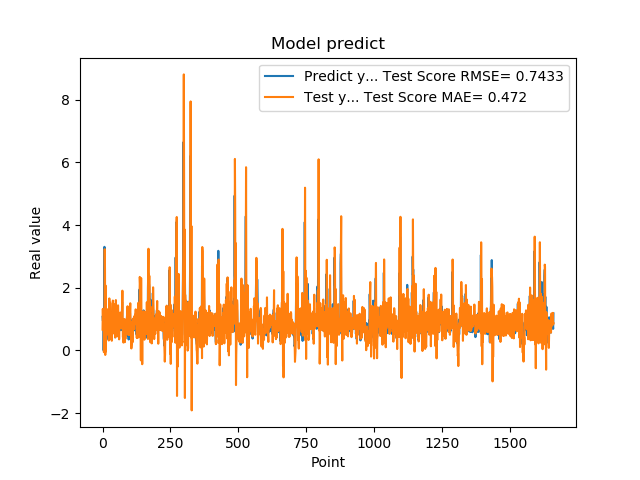 Model predict
Predict y... Test Score RMSE= 0.7433
Test y... Test Score MAE= 0.472
Real value
8
6
4
2
0
−2
0 250 500 750 1000 1250 1500
Point